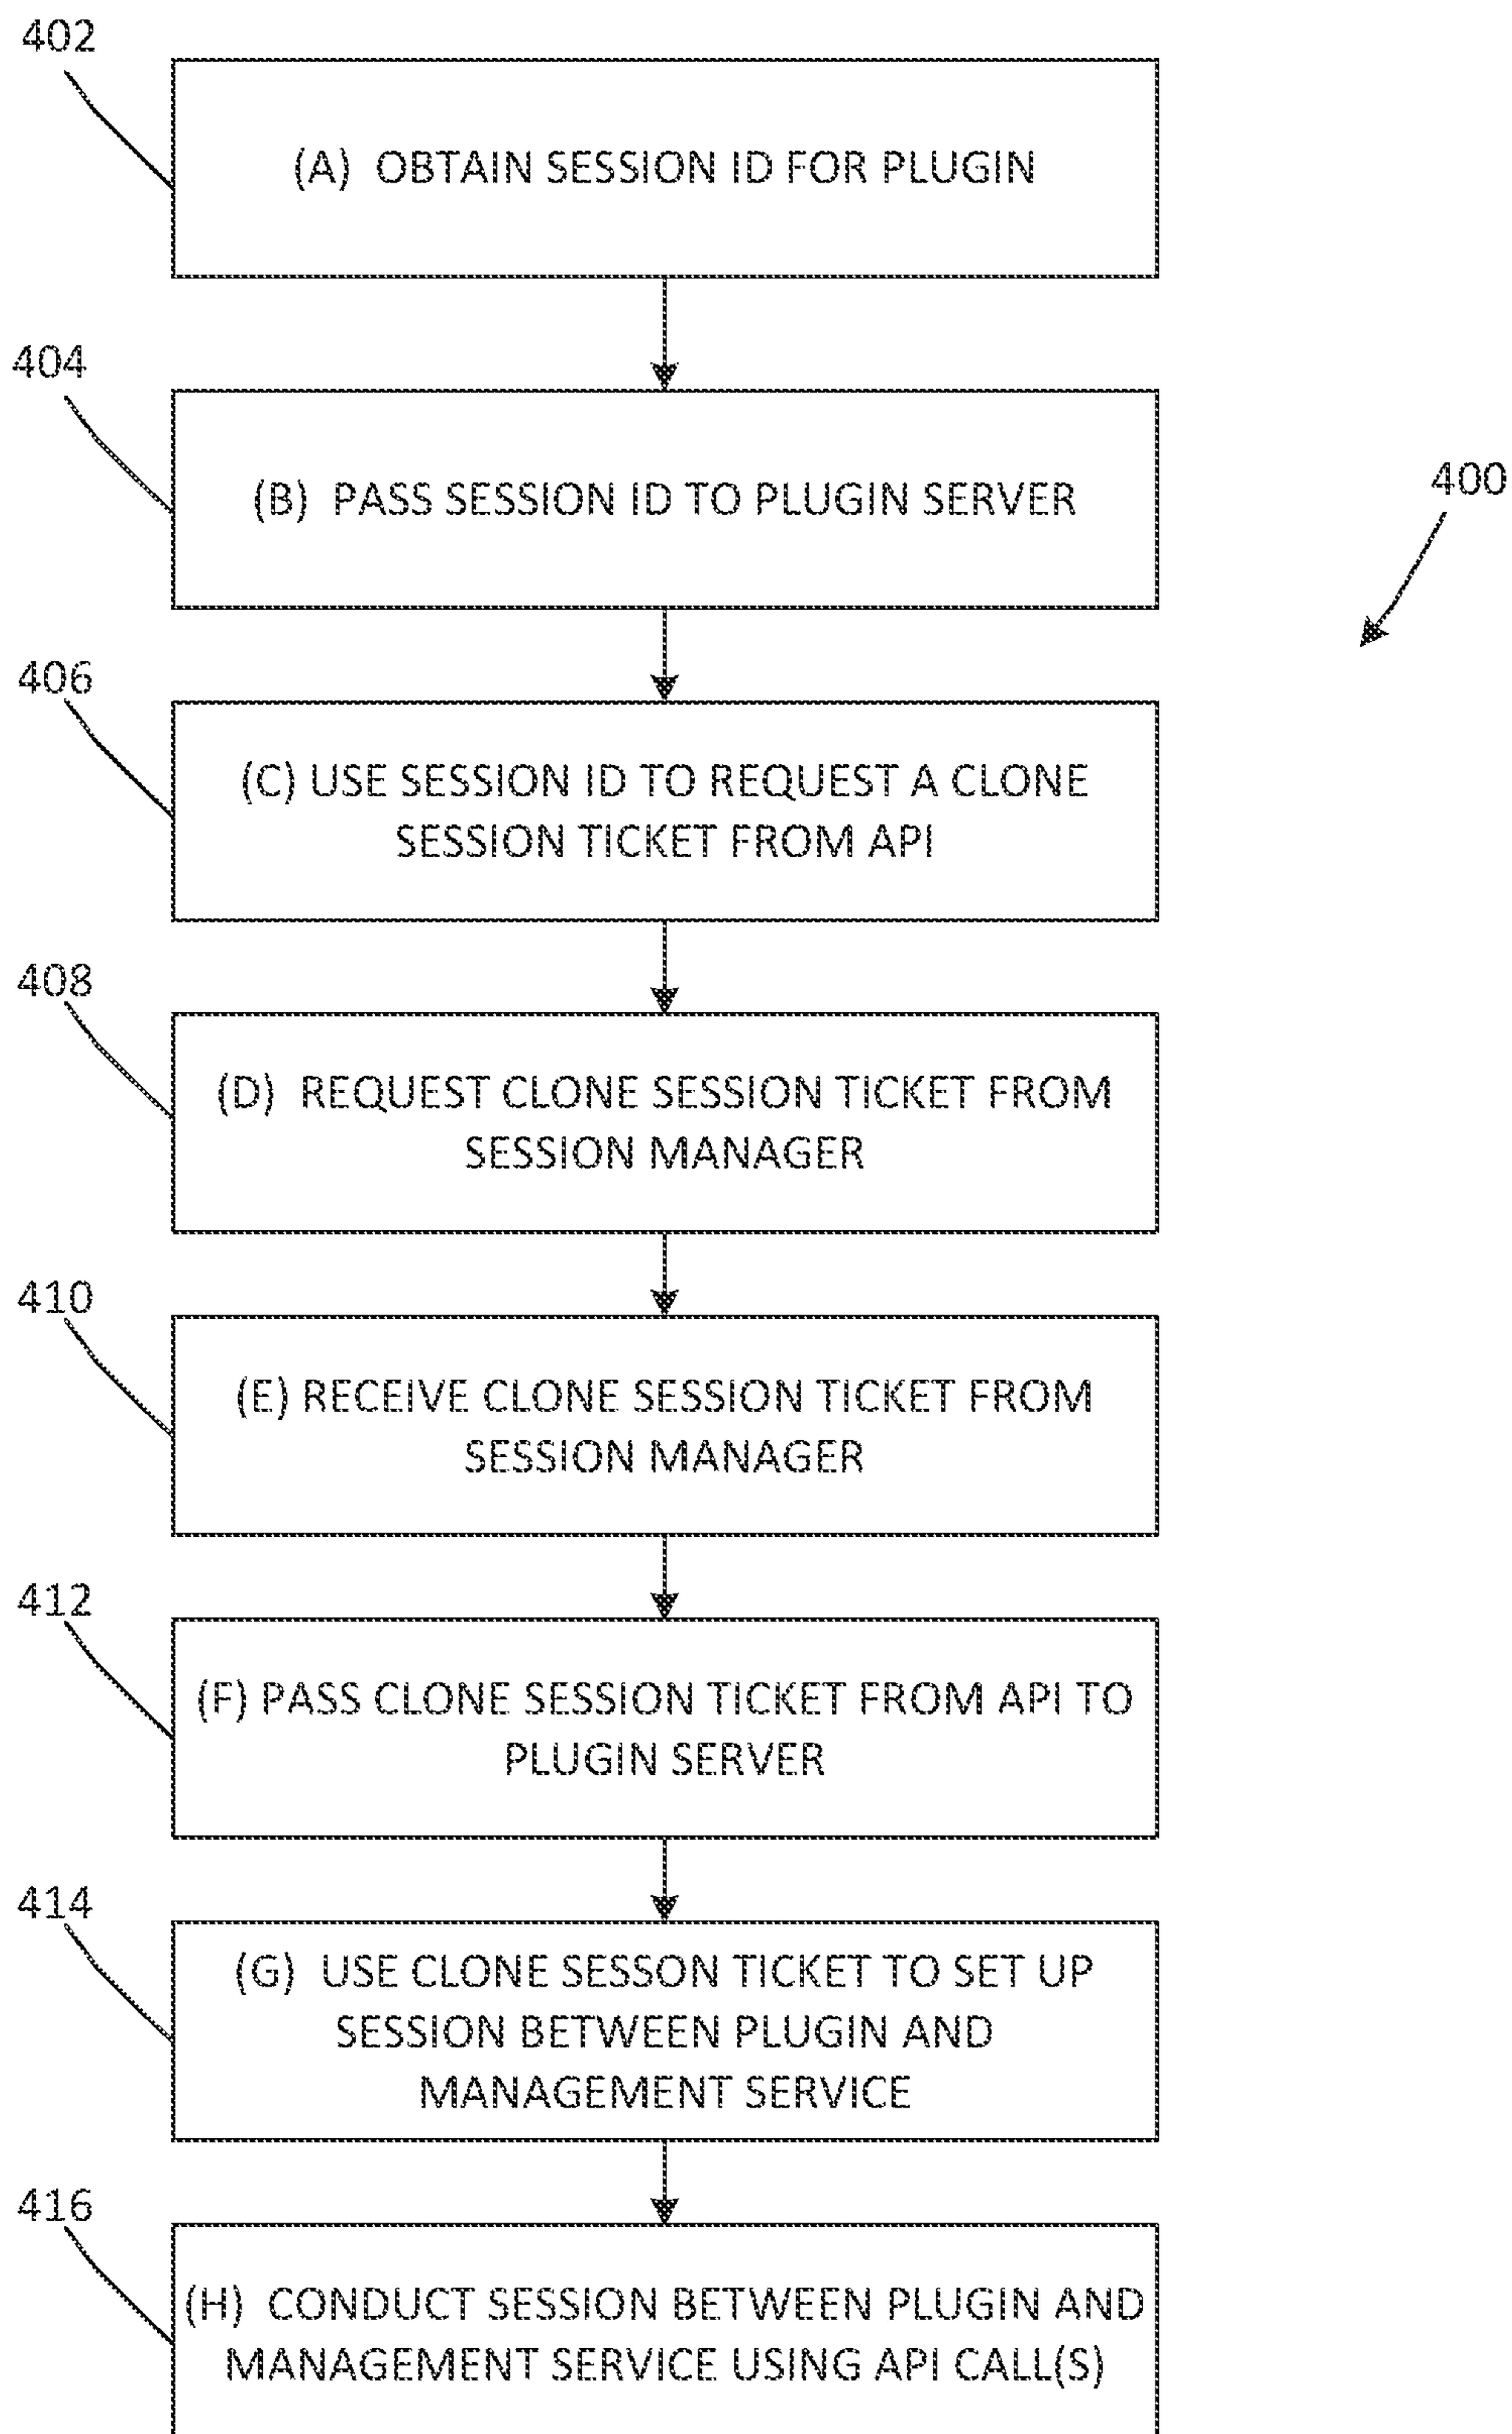 402
(A) OBTAIN SESSION ID FOR PLUGIN
404
(B) PASS SESSION ID TO PLUGIN SERVER
400
406
(C) USE SESSION ID TO REQUEST A CLONE
SESSION TICKET FROM API
408
(D) REQUEST CLONE SESSION TICKET FROM
SESSION MANAGER
410
(E) RECEIVE CLONE SESSION TICKET FROM
SESSION MANAGER
412
(F) PASS CLONE SESSION TICKET FROM API TO
PLUGIN SERVER
414
(G) USE CLONE SESSON TICKET TO SET UP
SESSION BETWEEN PLUGIN AND
MANAGEMENT SERVICE
416
(H) CONDUCT SESSION BETWEEN PLUGIN AND
MANAGEMENT SERVICE USING API CALL(S)